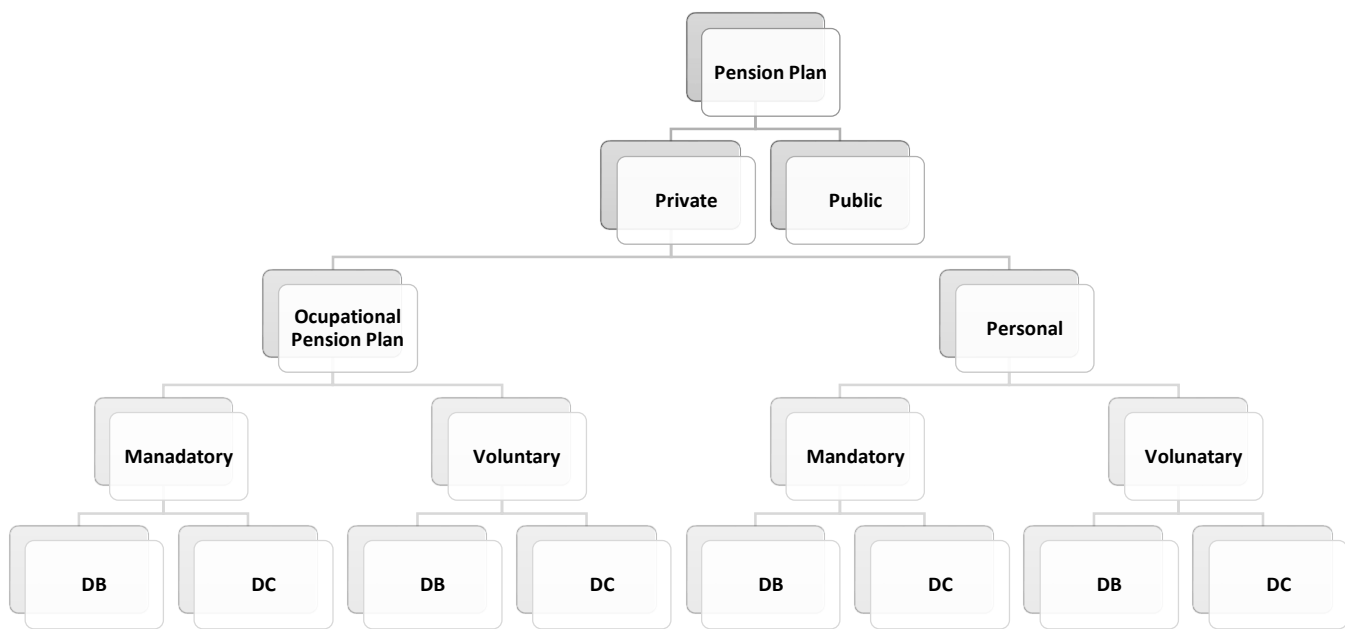 Pension Plan
Private
Public
Ocupational
Pension Plan
Personal
Manadatory
Voluntary
Mandatory
Volunatary
DB
DC
DB
DC
DB
DC
DB
DC